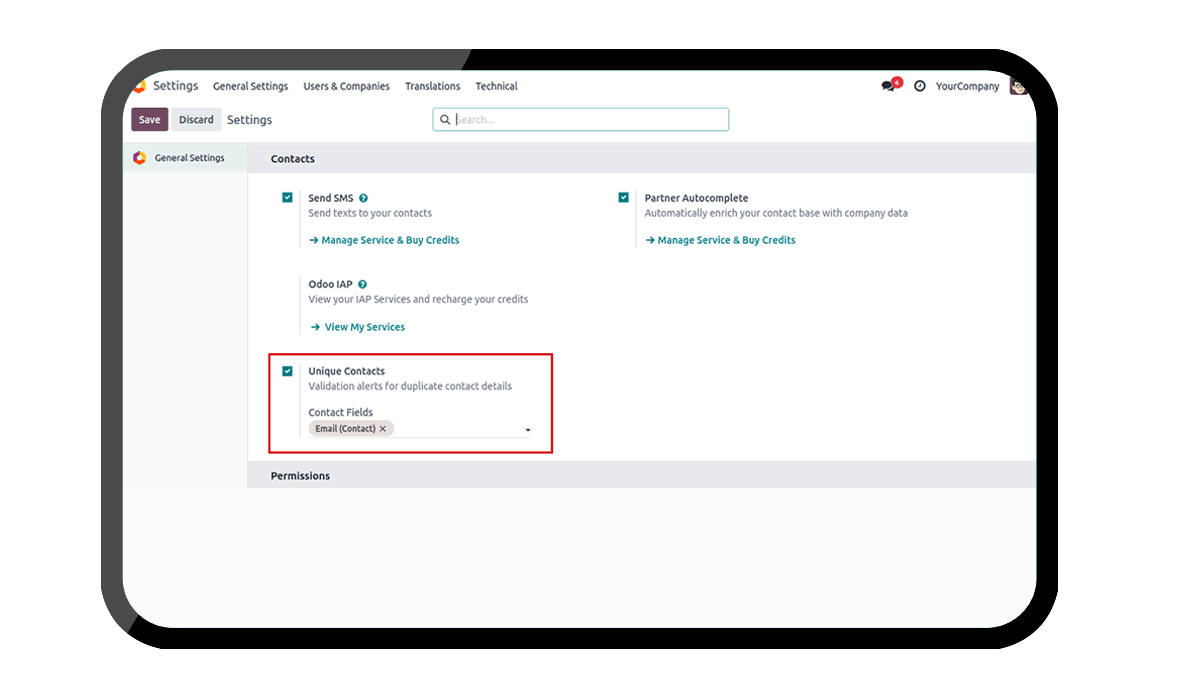 Settings General Settings Users & Companies Translations Technical 6 YourCompany
Save Discard Settings Search...
General Settings
Contacts
Send SMS ?
Send texts to your contacts
Manage Service & Buy Credits
Partner Autocomplete
Automatically enrich your contact base with company data
Manage Service & Buy Credits
Odoo IAP ?
View your IAP Services and recharge your credits
View My Services
Unique Contacts
Validation alerts for duplicate contact details
Contact Fields
Email (Contact) ×
Permissions